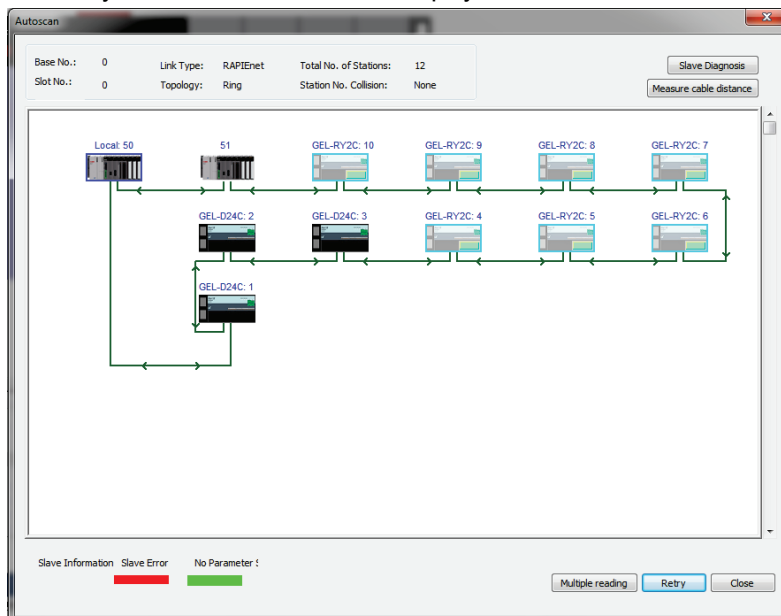 Autoscan
Base No.: 0 Link Type: RAPIEnet Total No. of Stations: 12 Slave Diagnosis
Slot No.: 0 Topology: Ring Station No. Collision: None Measure cable distance
Local: 50 51 GEL-RY2C: 10 GEL-RY2C: 9 GEL-RY2C: 8 GEL-RY2C: 7
GEL-D24C: 2 GEL-D24C: 3 GEL-RY2C: 4 GEL-RY2C: 5 GEL-RY2C: 6
GEL-D24C: 1
Slave Information Slave Error No Parameter S
Multiple reading Retry Close